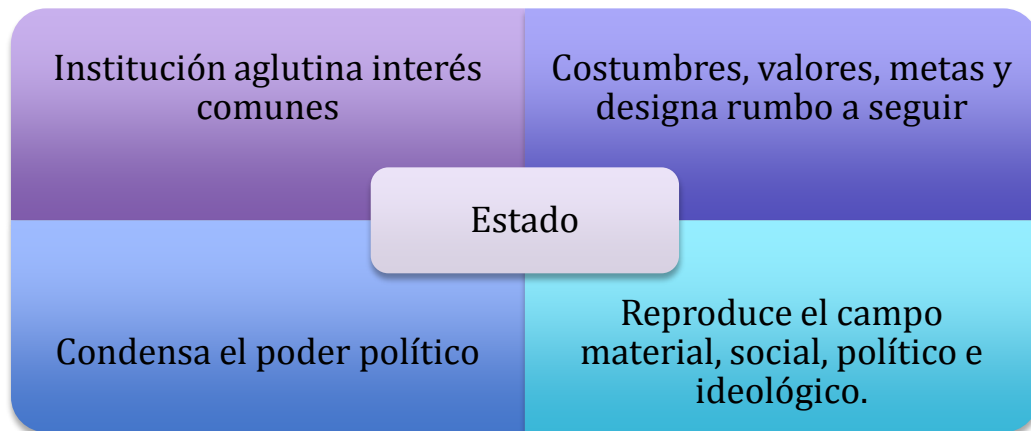 Institución aglutina interés
comunes
Costumbres, valores, metas y
designa rumbo a seguir
Estado
Condensa el poder político
Reproduce el campo
material, social, político e
ideológico.